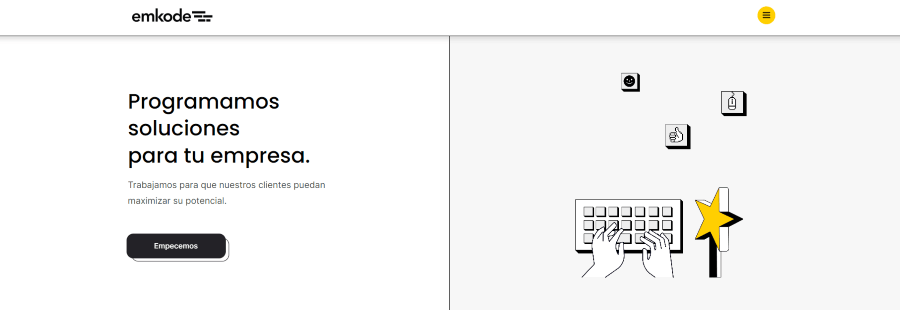 emkode
Programamos
soluciones
para tu empresa.
Trabajamos para que nuestros clientes puedan
maximizar su potencial.
Empecemos